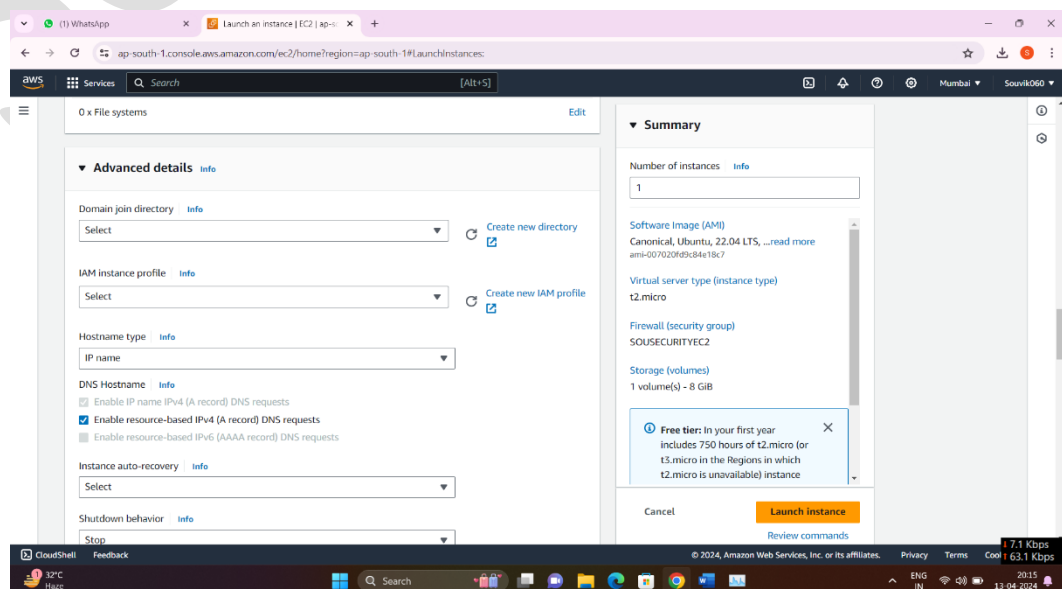 (1) WhatsApp
Launch an instance | EC2 | ap-s
ap-south-1.console.aws.amazon.com/ec2/home?region=ap-south-1#LaunchInstances:
S
aws
Services
Search
[Alt+S]
Mumbai
Souvik060
0 x File systems
Edit
Advanced details Info
Domain join directory Info
Select
Create new directory
IAM instance profile Info
Select
Create new IAM profile
Hostname type Info
IP name
DNS Hostname Info
Enable IP name IPv4 (A record) DNS requests
Enable resource-based IPv4 (A record) DNS requests
Enable resource-based IPv6 (AAAA record) DNS requests
Instance auto-recovery Info
Select
Shutdown behavior Info
Stop
Summary
Number of instances Info
1
Software Image (AMI)
Canonical, Ubuntu, 22.04 LTS, ...read more
ami-007020fd9c84e18c7
Virtual server type (instance type)
t2.micro
Firewall (security group)
SOUSECURITYEC2
Storage (volumes)
1 volume(s) - 8 GiB
Free tier: In your first year
includes 750 hours of t2.micro (or
t3.micro in the Regions in which
t2.micro is unavailable) instance
Cancel
Launch instance
Review commands
CloudShell
Feedback
© 2024, Amazon Web Services, Inc. or its affiliates.
Privacy
Terms
Coo
7.1 Kbps
63.1 Kbps
1
32°C
Haze
Search
ENG
IN
20:15
13-04-2024